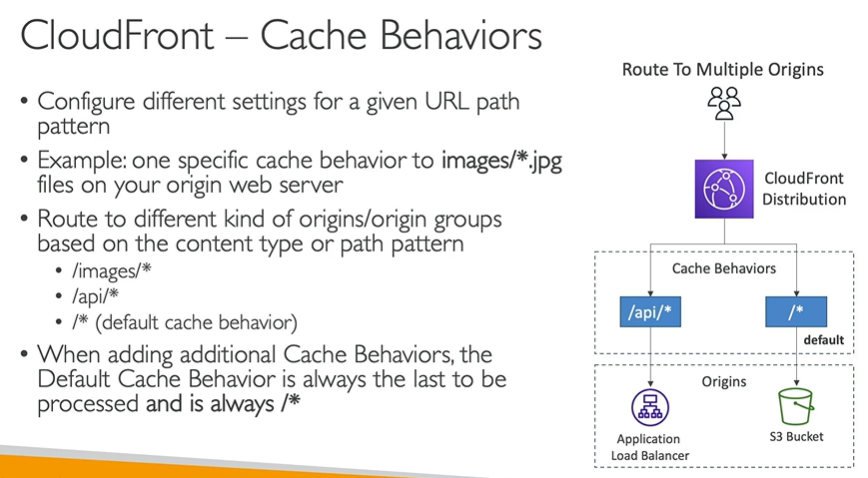 CloudFront – Cache Behaviors
• Configure different settings for a given URL path
pattern
• Example: one specific cache behavior to images/*.jpg
files on your origin web server
• Route to different kind of origins/origin groups
based on the content type or path pattern
• /images/*
• /api/*
• /* (default cache behavior)
• When adding additional Cache Behaviors, the
Default Cache Behavior is always the last to be
processed and is always /*
Route To Multiple Origins
CloudFront
Distribution
Cache Behaviors
/api/*
/*
default
Origins
Application
Load Balancer
S3 Bucket